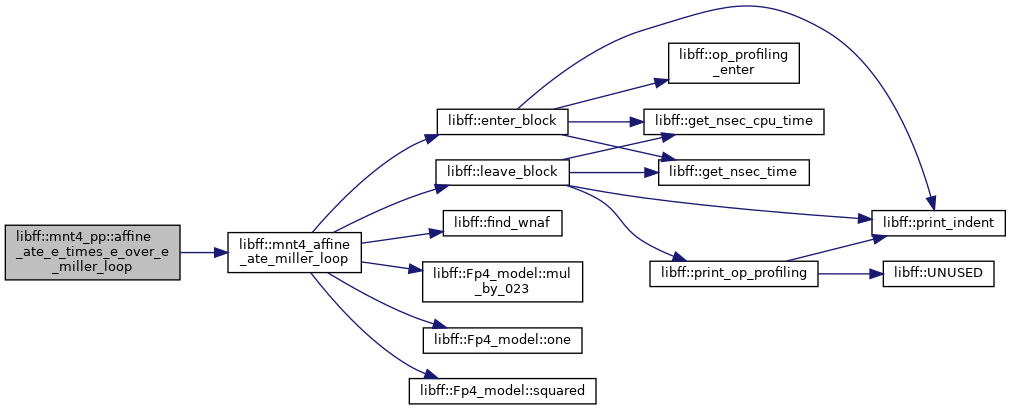 libff::mnt4_pp::affine
_ate_e_times_e_over_e
_miller_loop
libff::mnt4_affine
_ate_miller_loop
libff::enter_block
libff::leave_block
libff::find_wnaf
libff::Fp4_model::mul
_by_023
libff::Fp4_model::one
libff::Fp4_model::squared
libff::op_profiling
_enter
libff::get_nsec_cpu_time
libff::get_nsec_time
libff::print_op_profiling
libff::print_indent
libff::UNUSED